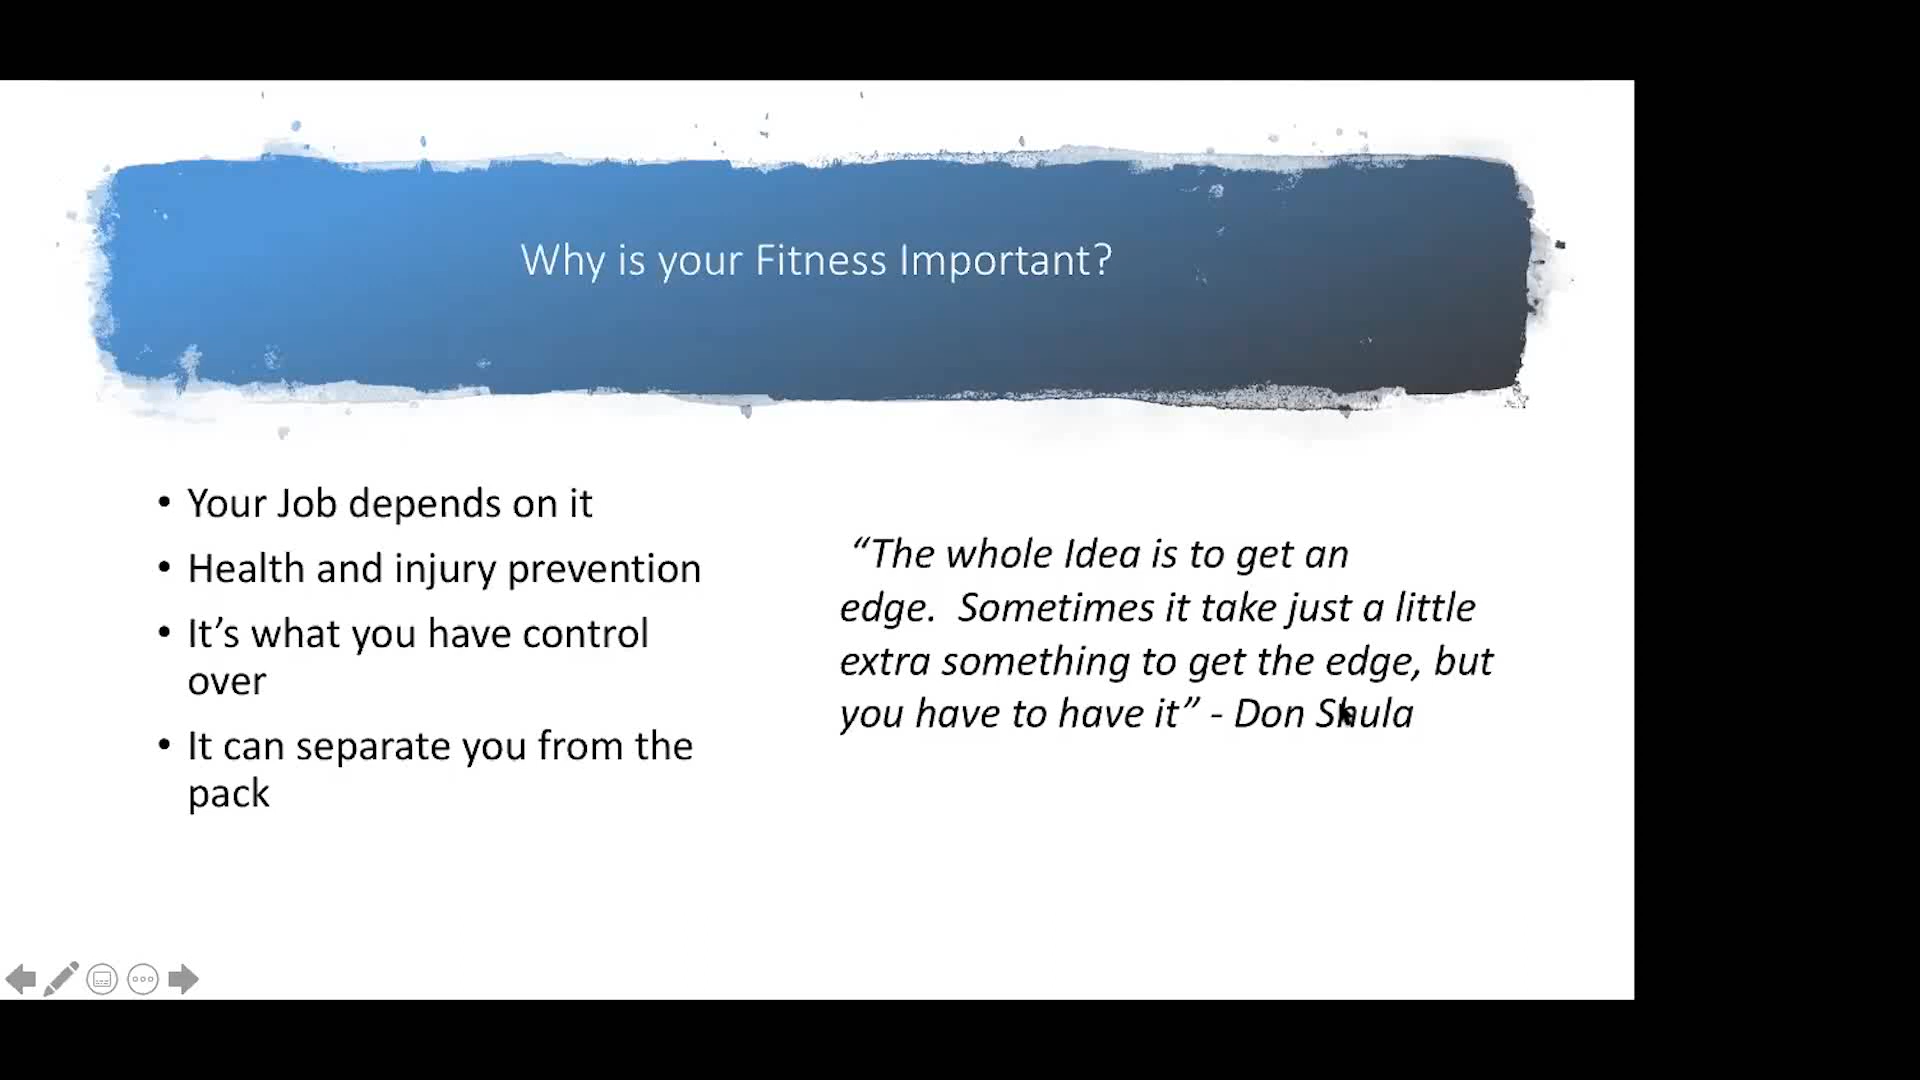 Why is your Fitness Important?
• Your Job depends on it
• Health and injury prevention
• It’s what you have control
over
• It can separate you from the
pack
“The whole Idea is to get an
edge.  Sometimes it take just a little
extra something to get the edge, but
you have to have it” - Don Shula